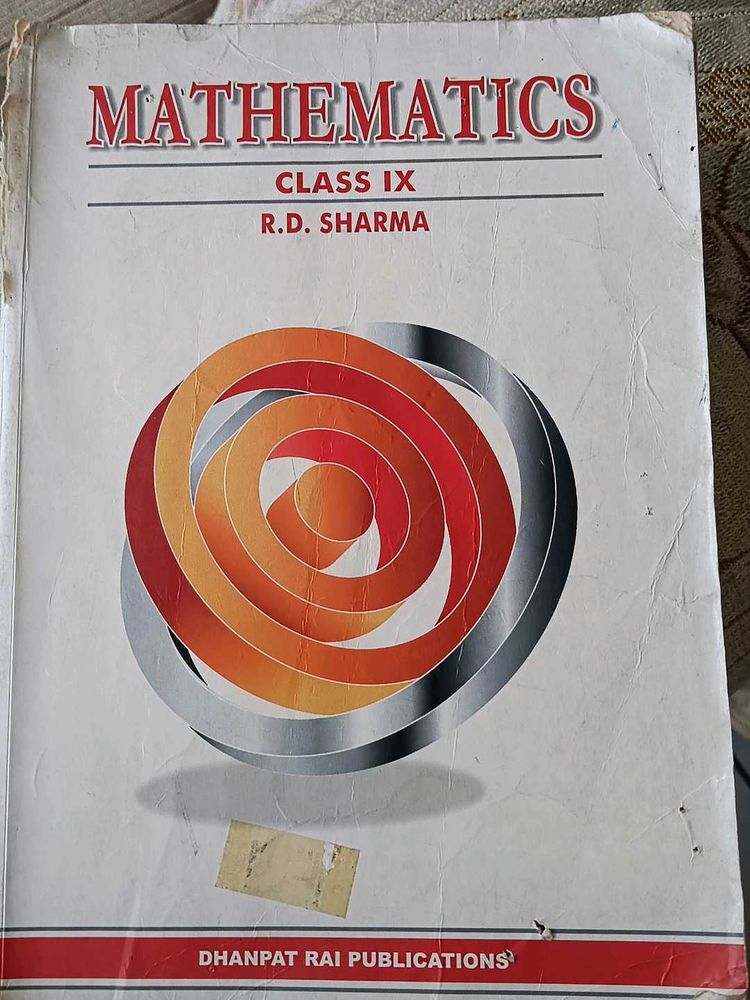 MATHEMATICS
CLASS IX
R.D. SHARMA
DHANPAT RAI PUBLICATIONS